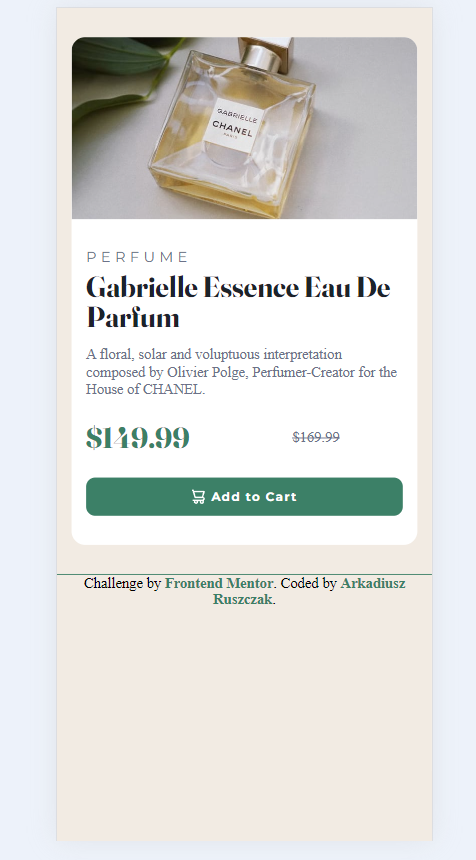 GABRIELLE
CHANEL
PARIS
PERFUME
Gabrielle Essence Eau De
Parfum
A floral, solar and voluptuous interpretation
composed by Olivier Polge, Perfumer-Creator for the
House of CHANEL.
$149.99 $169.99
Add to Cart
Challenge by Frontend Mentor. Coded by Arkadiusz
Ruszczak.